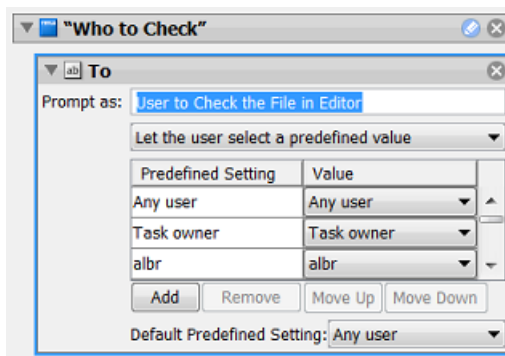 "Who to Check"
ab To
Prompt as: User to Check the File in Editor
Let the user select a predefined value
Predefined Setting Value
Any user Any user
Task owner Task owner
albr albr
Add Remove Move Up Move Down
Default Predefined Setting: Any user